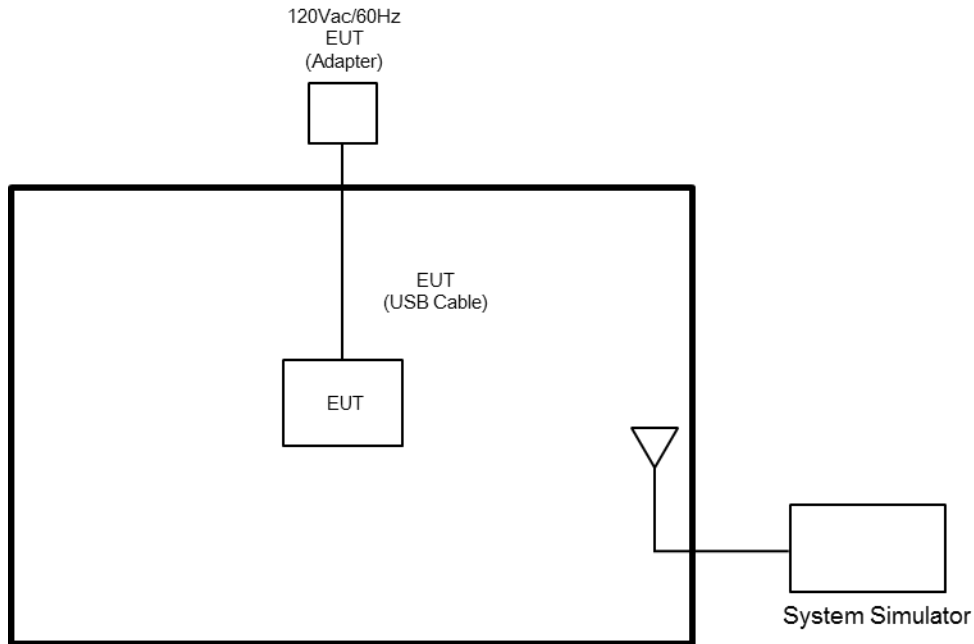 120Vac/60Hz
EUT
(Adapter)
EUT
(USB Cable)
EUT
System Simulator